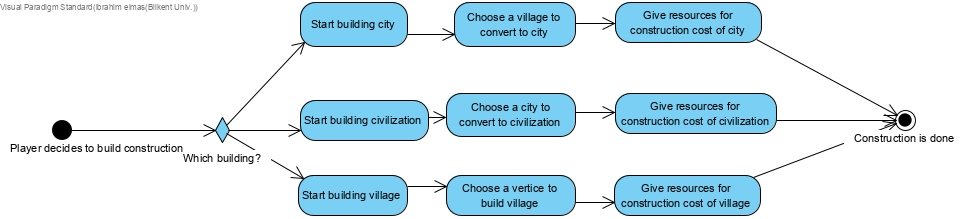 Visual Paradigm Standard(ibrahim elmas(Bilkent Univ.))
Start building city
Choose a village to
convert to city
Give resources for
construction cost of city
Player decides to build construction
Which building?
Start building civilization
Choose a city to
convert to civilization
Give resources for
construction cost of civilization
Construction is done
Start building village
Choose a vertice to
build village
Give resources for
construction cost of village